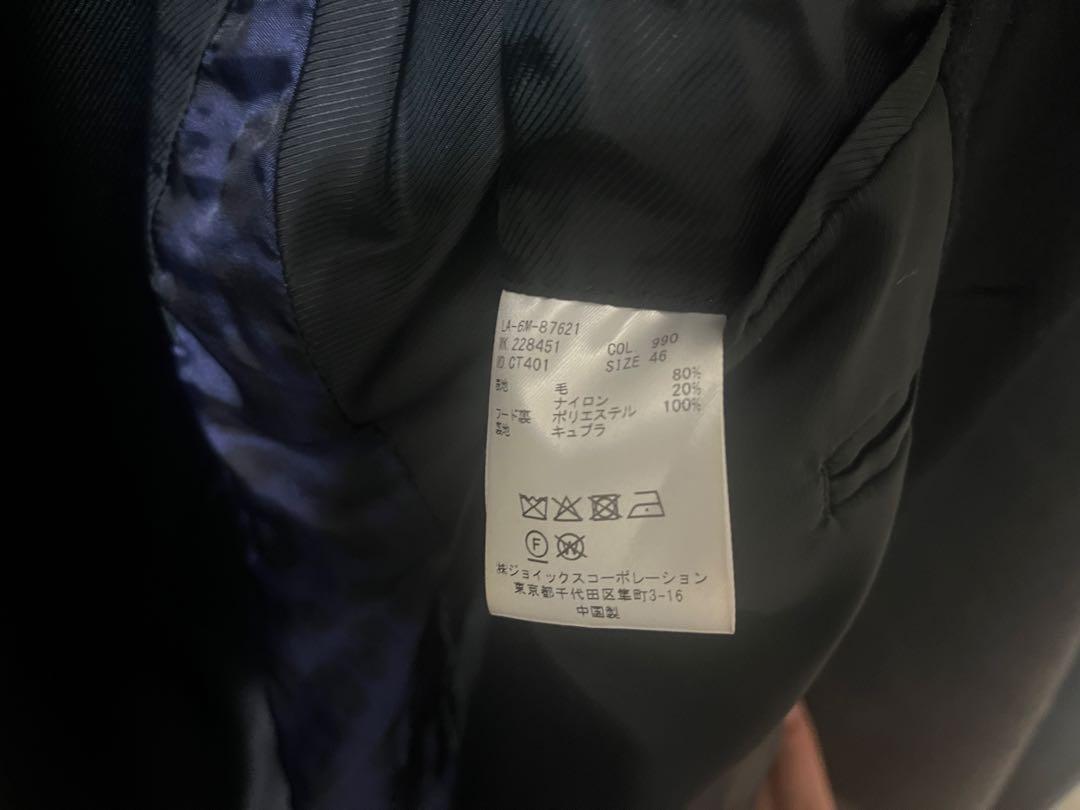 LA-6M-87621
228451 COL 990
CT401 SIZE 46
毛 80%
ナイロン 20%
フード裏 ポリエステル 100%
キュプラ
F
W
㈱ジョイックスコーポレーション
東京都千代田区隼町3-16
中国製